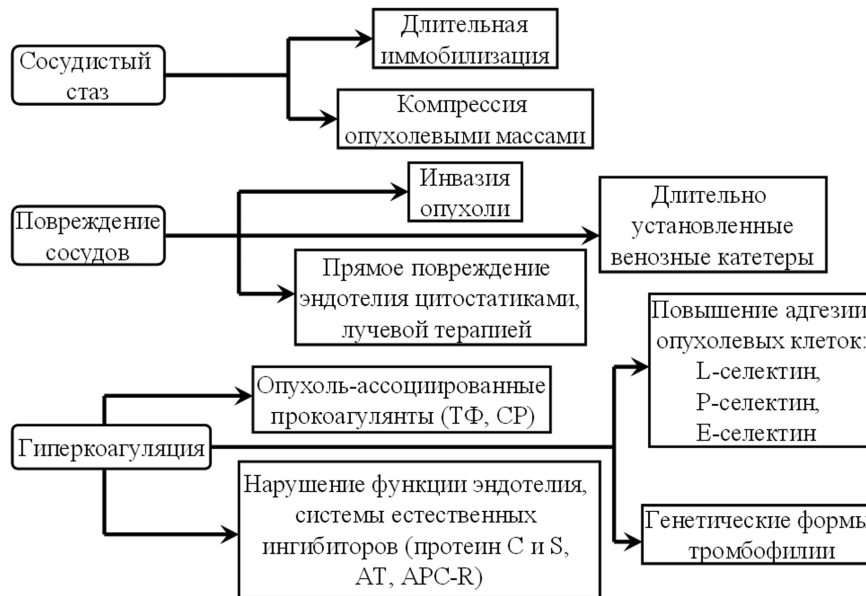 Сосудистый
стаз
Длительная
иммобилизация
Компрессия
опухолевыми массами
Повреждение
сосудов
Инвазия
опухоли
Длительно
установленные
венозные катетеры
Прямое повреждение
эндотелия цитостатиками,
лучевой терапией
Гиперкоагуляция
Опухоль-ассоциированные
прокоагулянты (ТФ, СР)
Нарушение функции эндотелия,
системы естественных
ингибиторов (протеин С и S,
АТ, APC-R)
Повышение адгезии
опухолевых клеток:
L-селектин,
Р-селектин,
Е-селектин
Генетические формы
тромбофилии